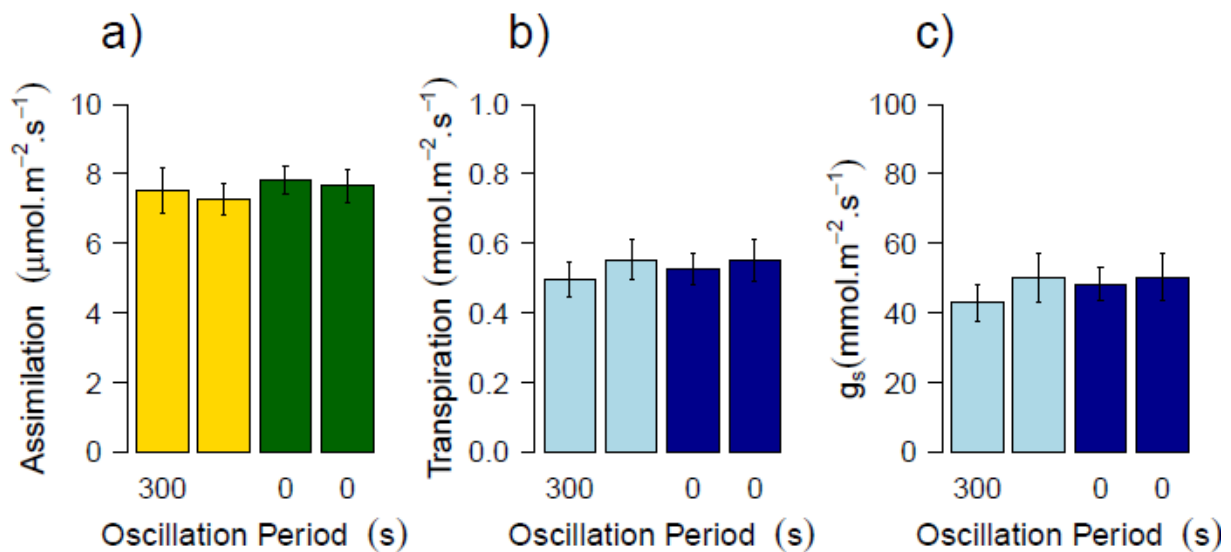 a)
Assimilation (μmol.m⁻².s⁻¹)
10
8
6
4
2
0
300 0 0
Oscillation Period (s)
b)
Transpiration (mmol.m⁻².s⁻¹)
1.0
0.8
0.6
0.4
0.2
0.0
300 0 0
Oscillation Period (s)
c)
gₛ(mmol.m⁻².s⁻¹)
100
80
60
40
20
0
300 0 0
Oscillation Period (s)